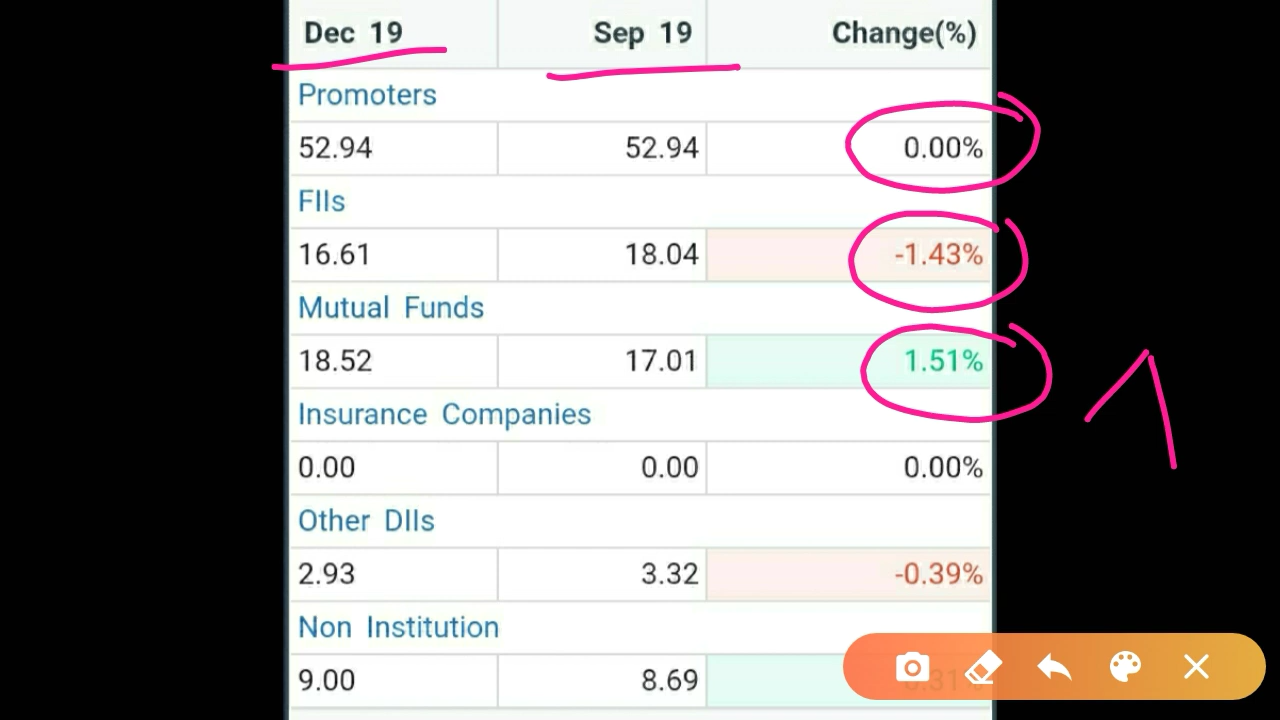 Dec 19 Sep 19 Change(%)
Promoters
52.94 52.94 0.00%
FIIs
16.61 18.04 -1.43%
Mutual Funds
18.52 17.01 1.51%
Insurance Companies
0.00 0.00 0.00%
Other DIIs
2.93 3.32 -0.39%
Non Institution
9.00 8.69 0.31%